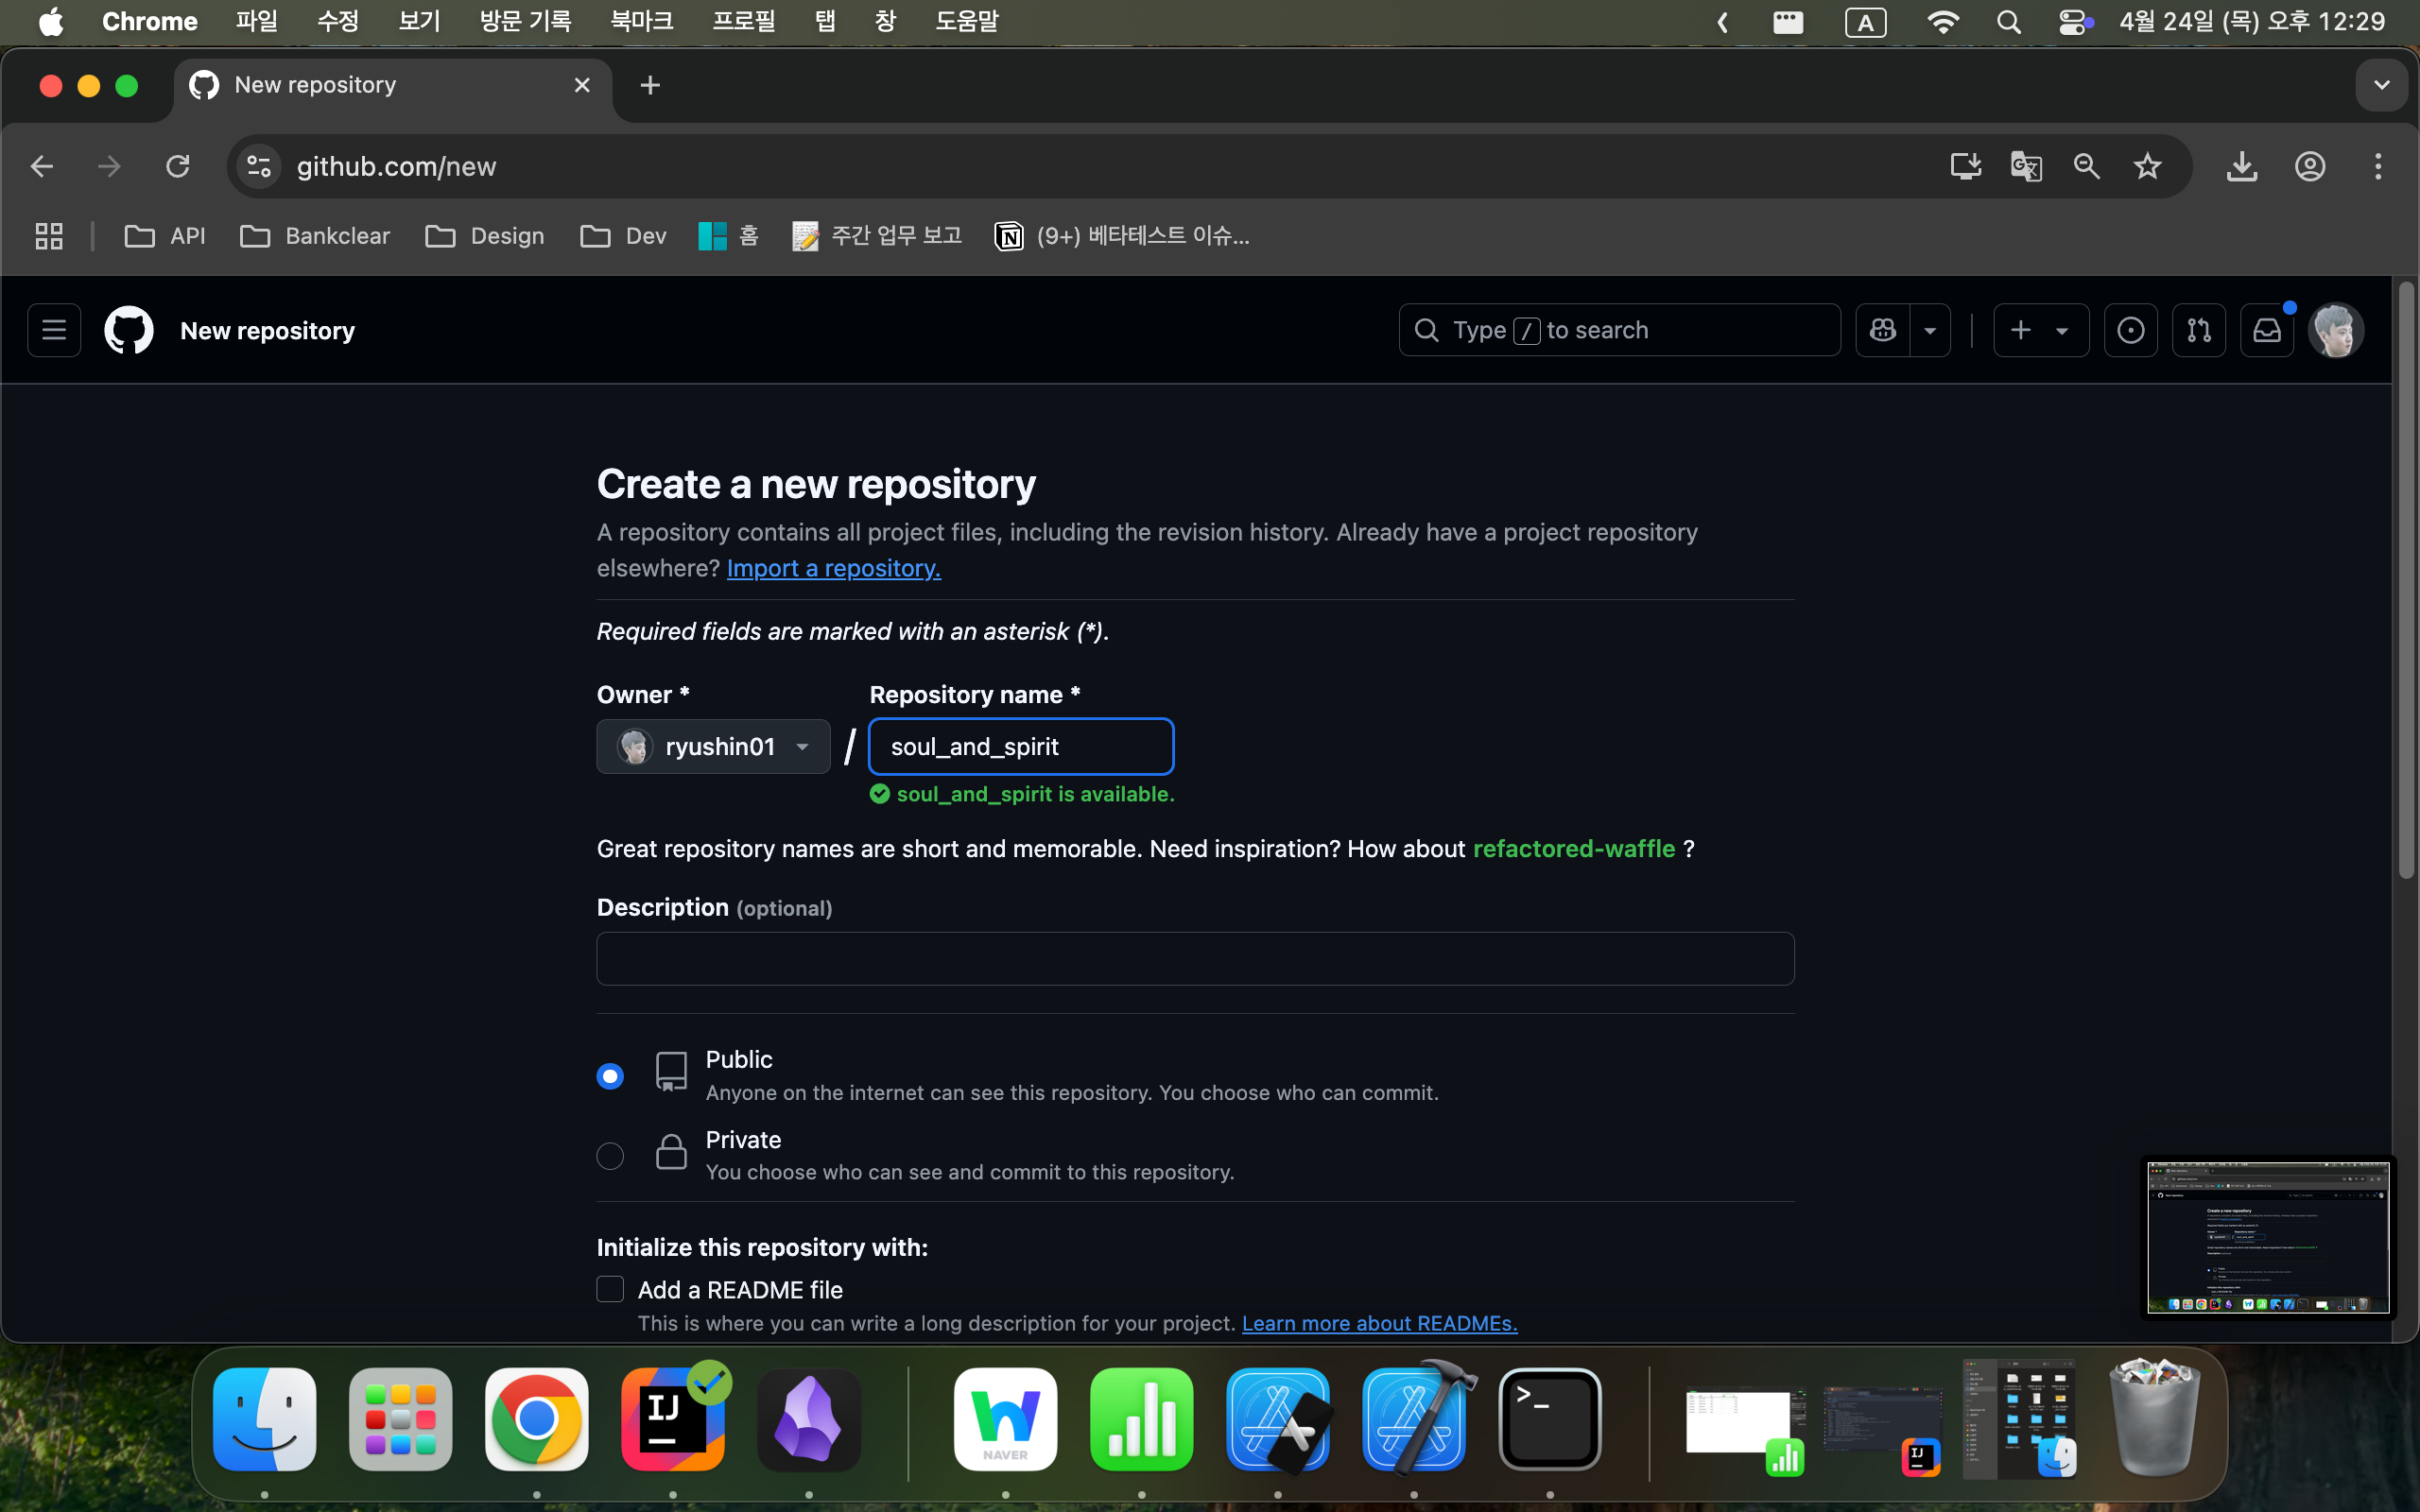 Chrome 파일 수정 보기 방문 기록 북마크 프로필 탭 창 도움말 A 4월 24일 (목) 오후 12:29
New repository
github.com/new
API Bankclear Design Dev 홈 주간 업무 보고 (9+) 베타테스트 이슈...
New repository Type / to search
Create a new repository
A repository contains all project files, including the revision history. Already have a project repository
elsewhere? Import a repository.
Required fields are marked with an asterisk (*).
Owner * Repository name *
ryushin01 / soul_and_spirit
soul_and_spirit is available.
Great repository names are short and memorable. Need inspiration? How about refactored-waffle ?
Description (optional)
Public
Anyone on the internet can see this repository. You choose who can commit.
Private
You choose who can see and commit to this repository.
Initialize this repository with:
Add a README file
This is where you can write a long description for your project. Learn more about READMEs.
IJ
NAVER
>_
IJ